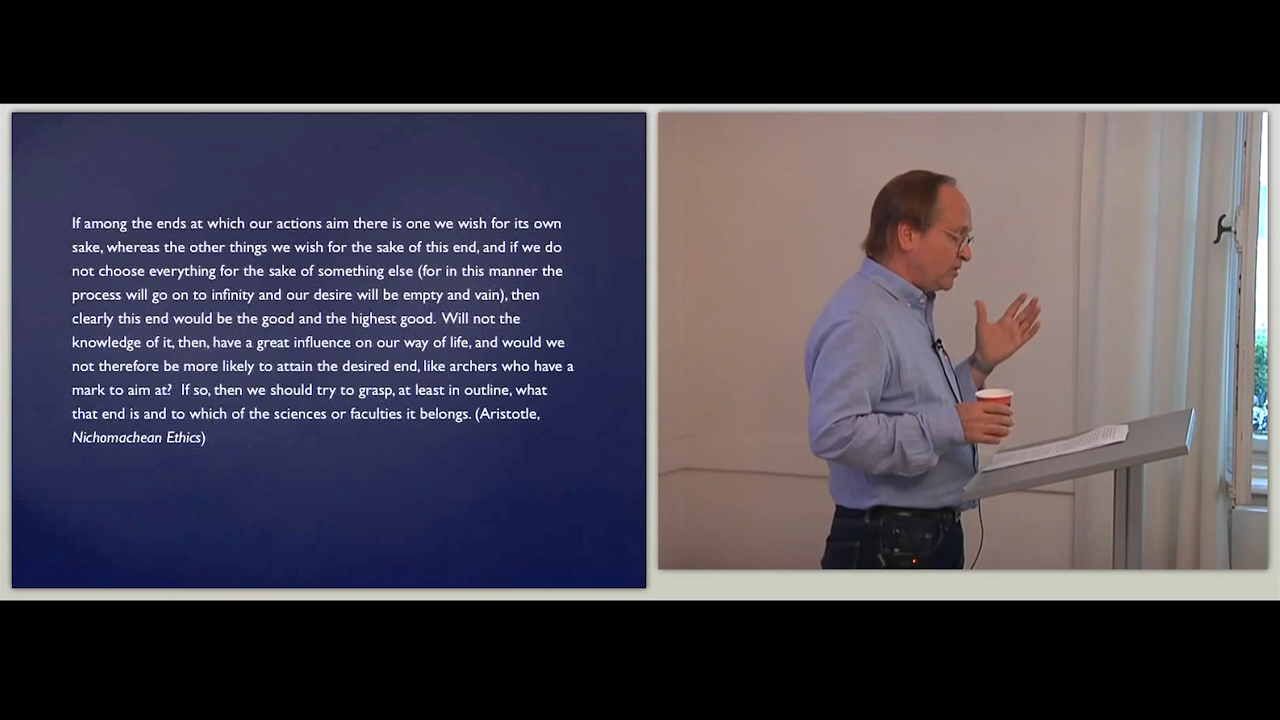 If among the ends at which our actions aim there is one we wish for its own
sake, whereas the other things we wish for the sake of this end, and if we do
not choose everything for the sake of something else (for in this manner the
process will go on to infinity and our desire will be empty and vain), then
clearly this end would be the good and the highest good. Will not the
knowledge of it, then, have a great influence on our way of life, and would we
not therefore be more likely to attain the desired end, like archers who have a
mark to aim at? If so, then we should try to grasp, at least in outline, what
that end is and to which of the sciences or faculties it belongs. (Aristotle,
Nichomachean Ethics)